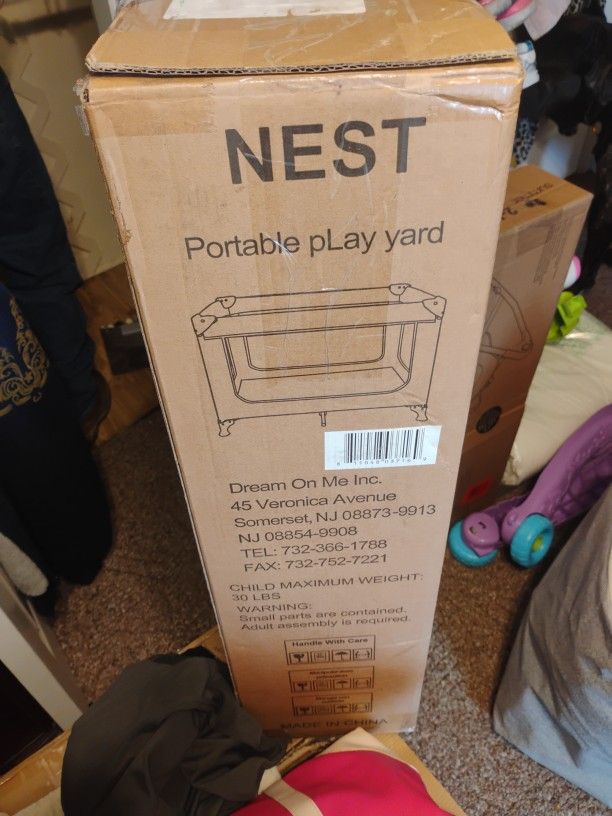 NEST
Portable pLay yard
Dream On Me Inc.
45 Veronica Avenue
Somerset, NJ 08873-9913
NJ 08854-9908
TEL: 732-366-1788
FAX: 732-752-7221
CHILD MAXIMUM WEIGHT:
30 LBS
WARNING:
Small parts are contained.
Adult assembly is required.
Handle With Care
MADE IN CHINA
summer